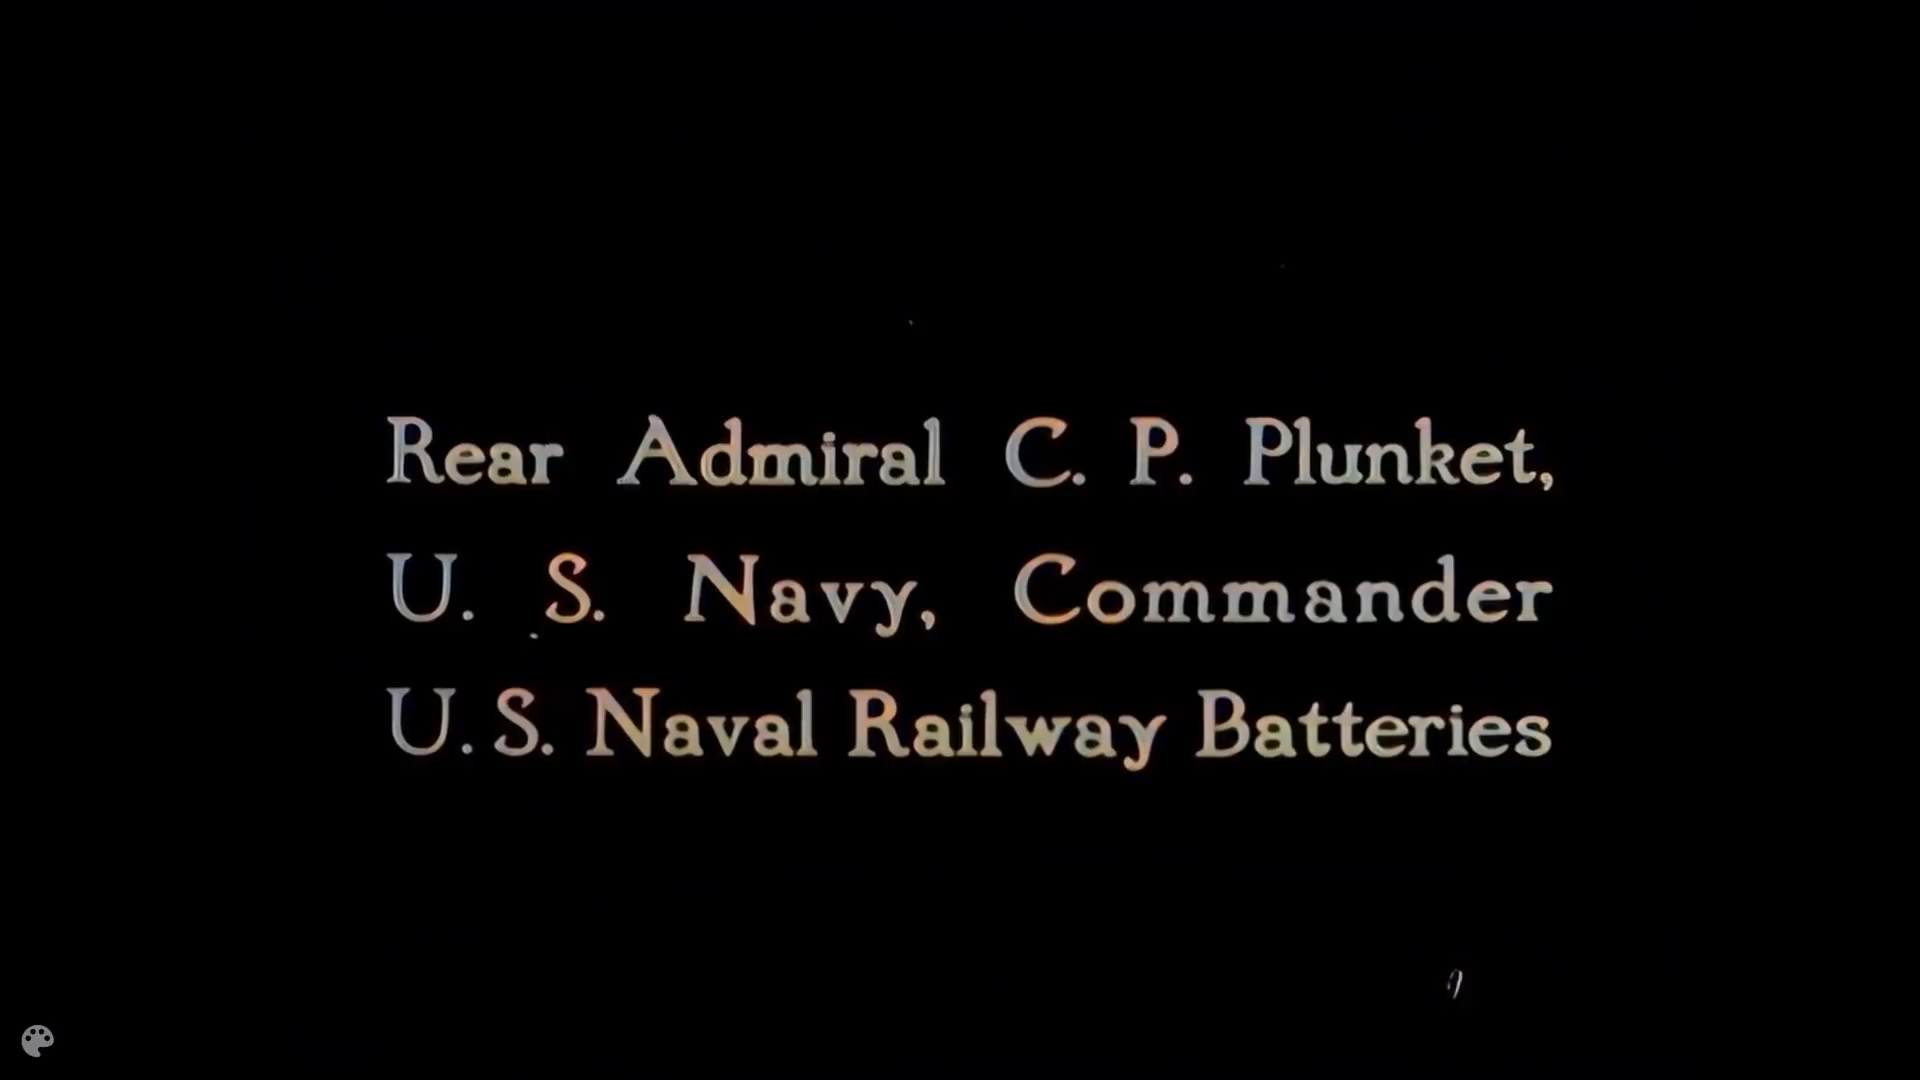 Rear Admiral C. P. Plunket,
U. S. Navy, Commander
U. S. Naval Railway Batteries